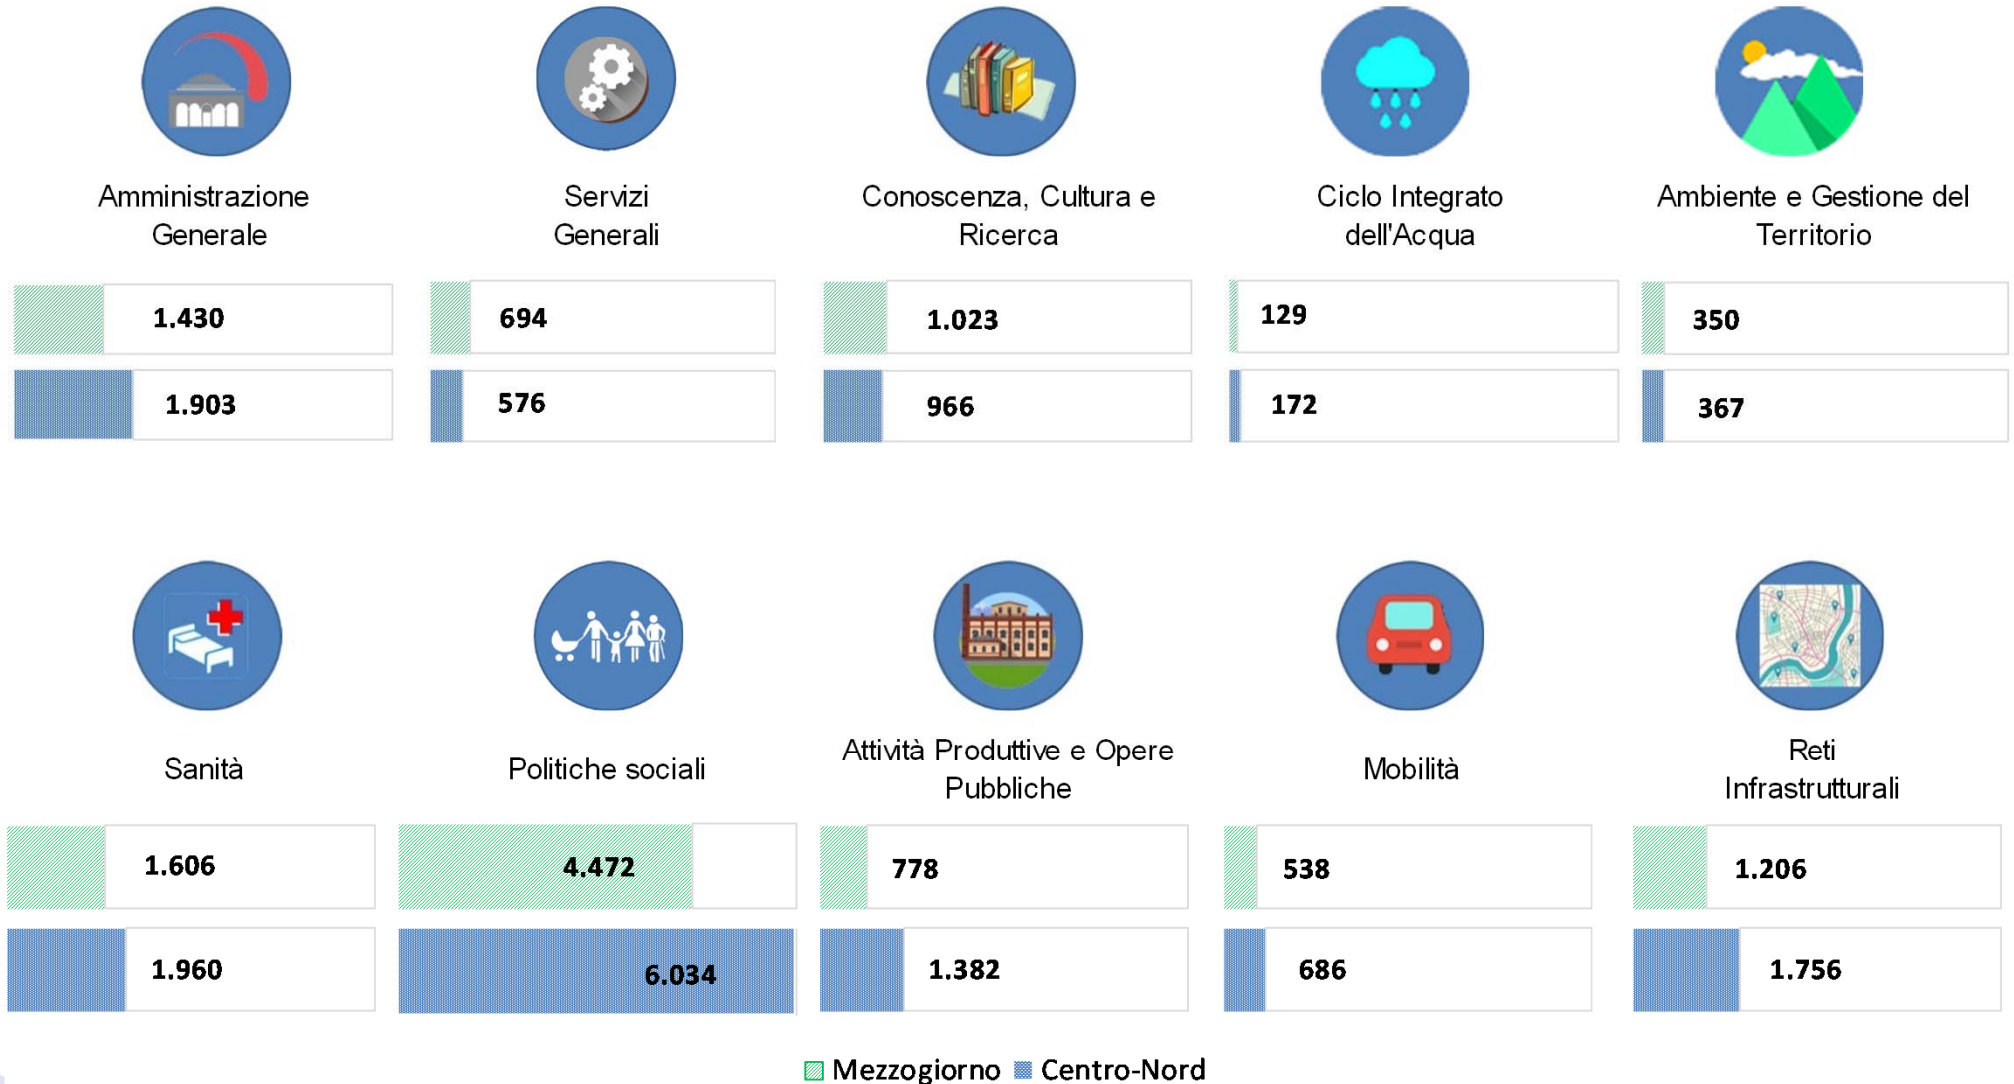 Amministrazione
Generale
Servizi
Generali
Conoscenza, Cultura e
Ricerca
Ciclo Integrato
dell'Acqua
Ambiente e Gestione del
Territorio
1.430
694
1.023
129
350
1.903
576
966
172
367
Sanità
Politiche sociali
Attività Produttive e Opere
Pubbliche
Mobilità
Reti
Infrastrutturali
1.606
4.472
778
538
1.206
1.960
6.034
1.382
686
1.756
Mezzogiorno Centro-Nord